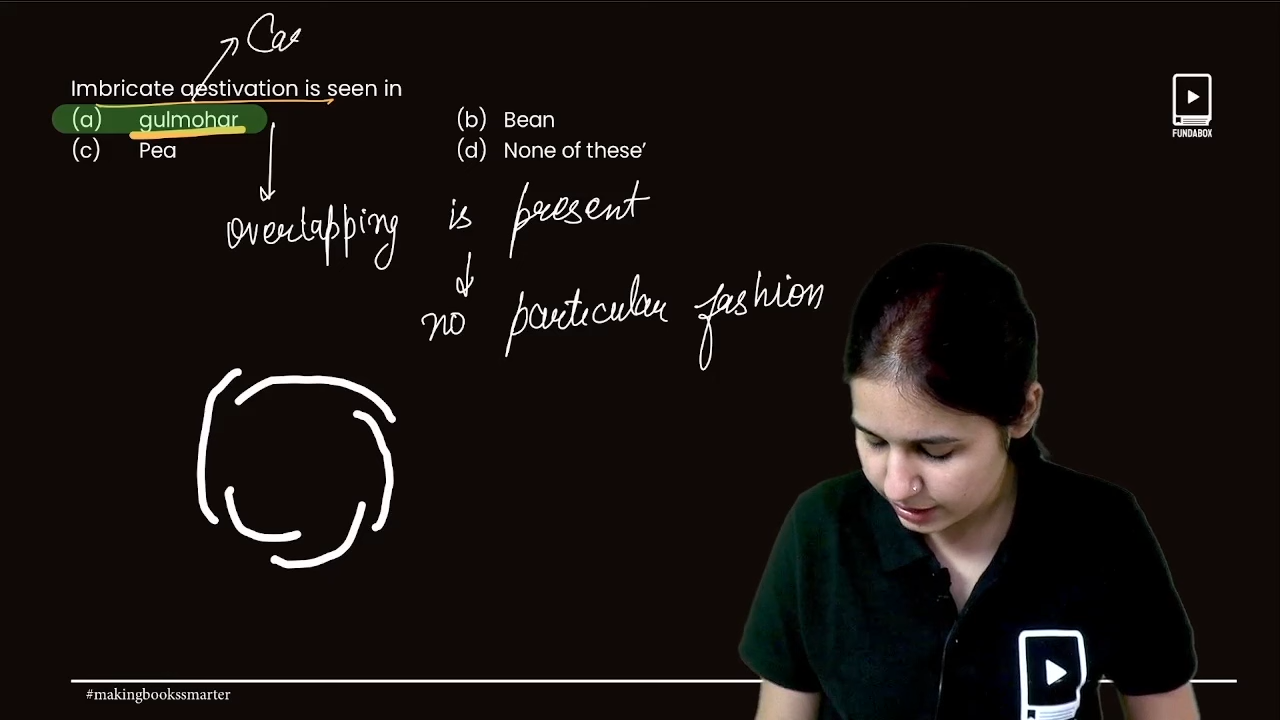 Cas
Imbricate aestivation is seen in
(a) gulmohar (b) Bean
(c) Pea (d) None of these’
FUNDABOX
overlapping is present
no particular fashion
#makingbookssmarter